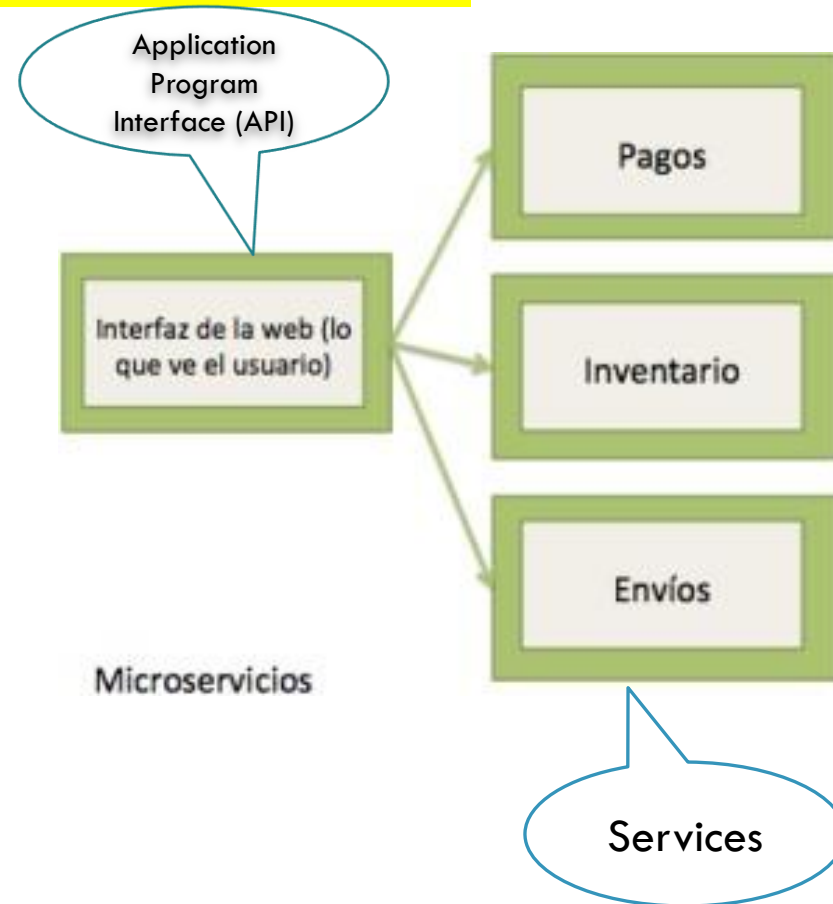 Application
Program
Interface (API)
Pagos
Interfaz de la web (lo
que ve el usuario)
Inventario
Envíos
Microservicios
Services